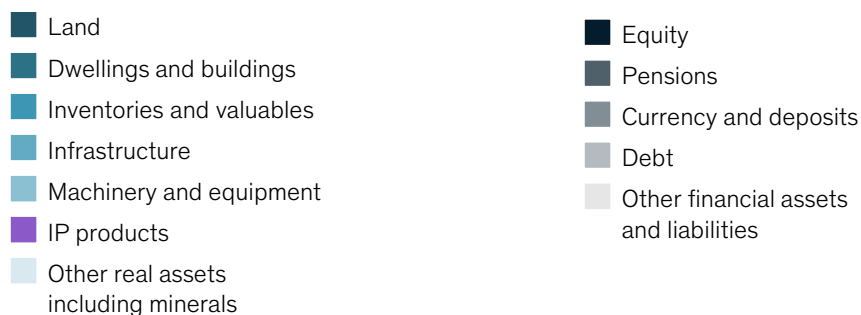 Land
Dwellings and buildings
Inventories and valuables
Infrastructure
Machinery and equipment
IP products
Other real assets
including minerals
Equity
Pensions
Currency and deposits
Debt
Other financial assets
and liabilities